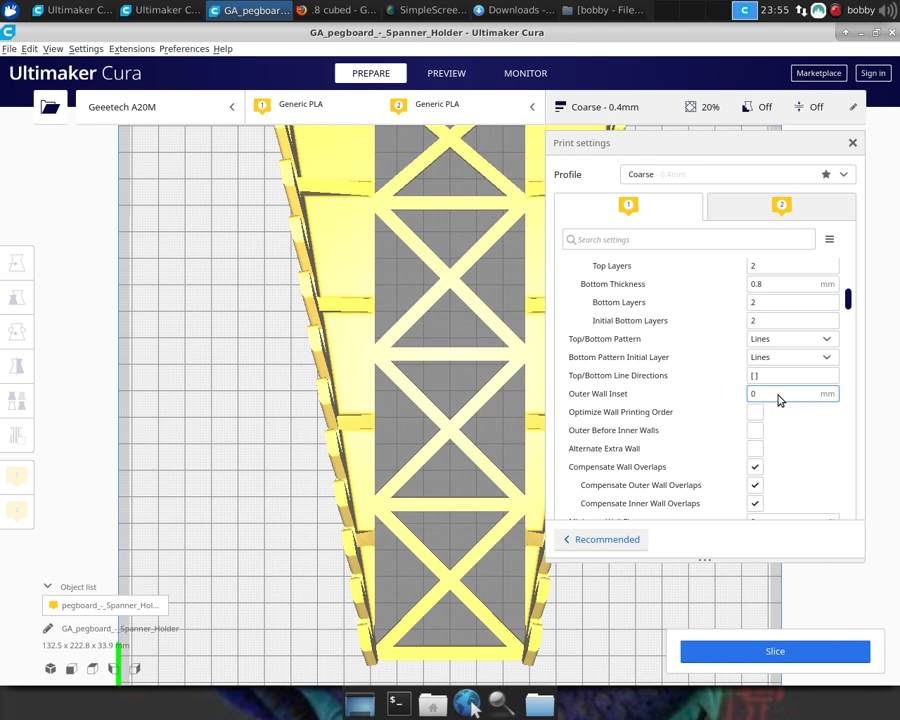 Ultimaker C...
Ultimaker C...
GA_pegboar...
.8 cubed - G...
SimpleScree...
Downloads - ...
[bobby - File...
23:55
bobby
GA_pegboard_-_Spanner_Holder - Ultimaker Cura
File Edit View Settings Extensions Preferences Help
Ultimaker Cura
PREPARE
PREVIEW
MONITOR
Marketplace
Sign in
Geeetech A20M
1
Generic PLA
2
Generic PLA
Coarse - 0.4mm
20%
Off
Off
Print settings
Profile
Coarse - 0.4mm
1
2
Search settings
Top Layers 2
Bottom Thickness 0.8 mm
Bottom Layers 2
Initial Bottom Layers 2
Top/Bottom Pattern Lines
Bottom Pattern Initial Layer Lines
Top/Bottom Line Directions [ ]
Outer Wall Inset 0 mm
Optimize Wall Printing Order
Outer Before Inner Walls
Alternate Extra Wall
Compensate Wall Overlaps
Compensate Outer Wall Overlaps
Compensate Inner Wall Overlaps
Recommended
Object list
pegboard_-_Spanner_Hol...
GA_pegboard_-_Spanner_Holder
132.5 x 222.8 x 33.9 mm
Slice